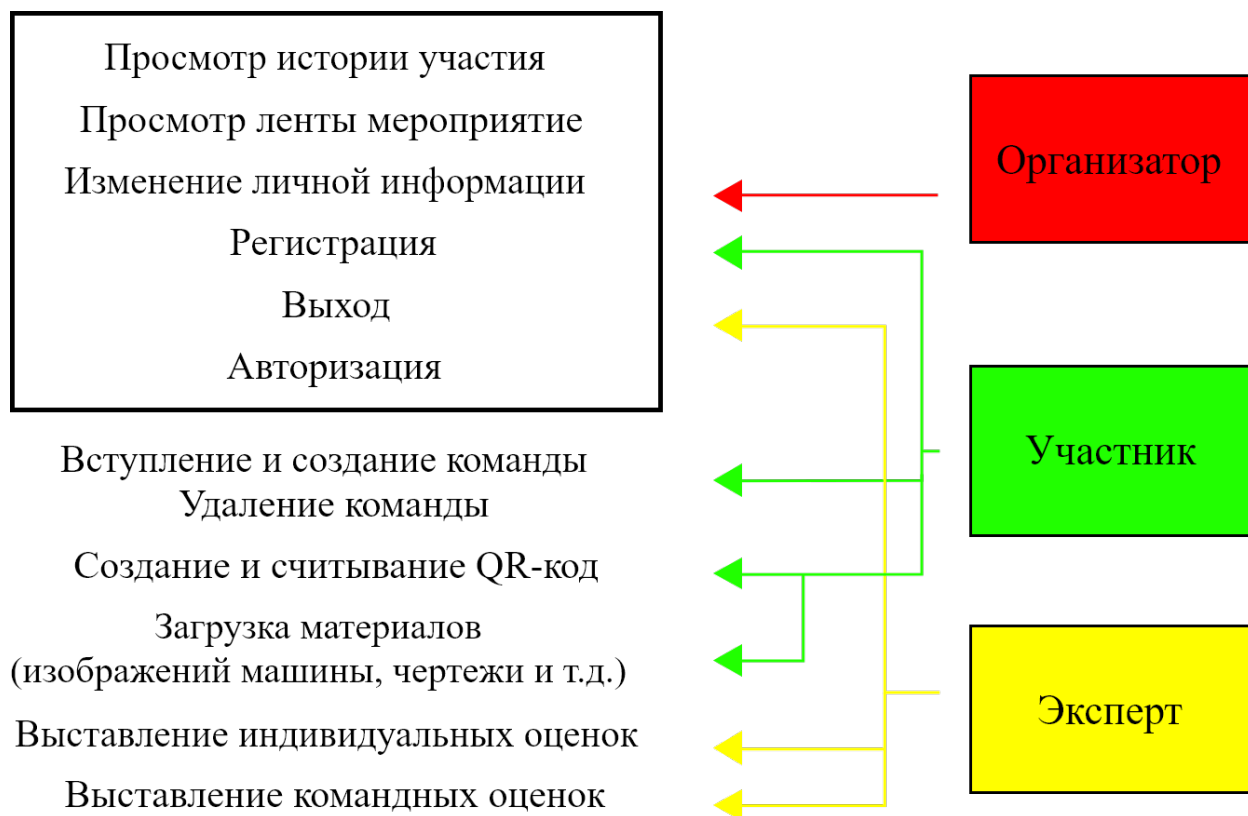 Просмотр истории участия
Просмотр ленты мероприятие
Изменение личной информации
Регистрация
Выход
Авторизация
Вступление и создание команды
Удаление команды
Создание и считывание QR-код
Загрузка материалов
(изображений машины, чертежи и т.д.)
Выставление индивидуальных оценок
Выставление командных оценок
Организатор
Участник
Эксперт